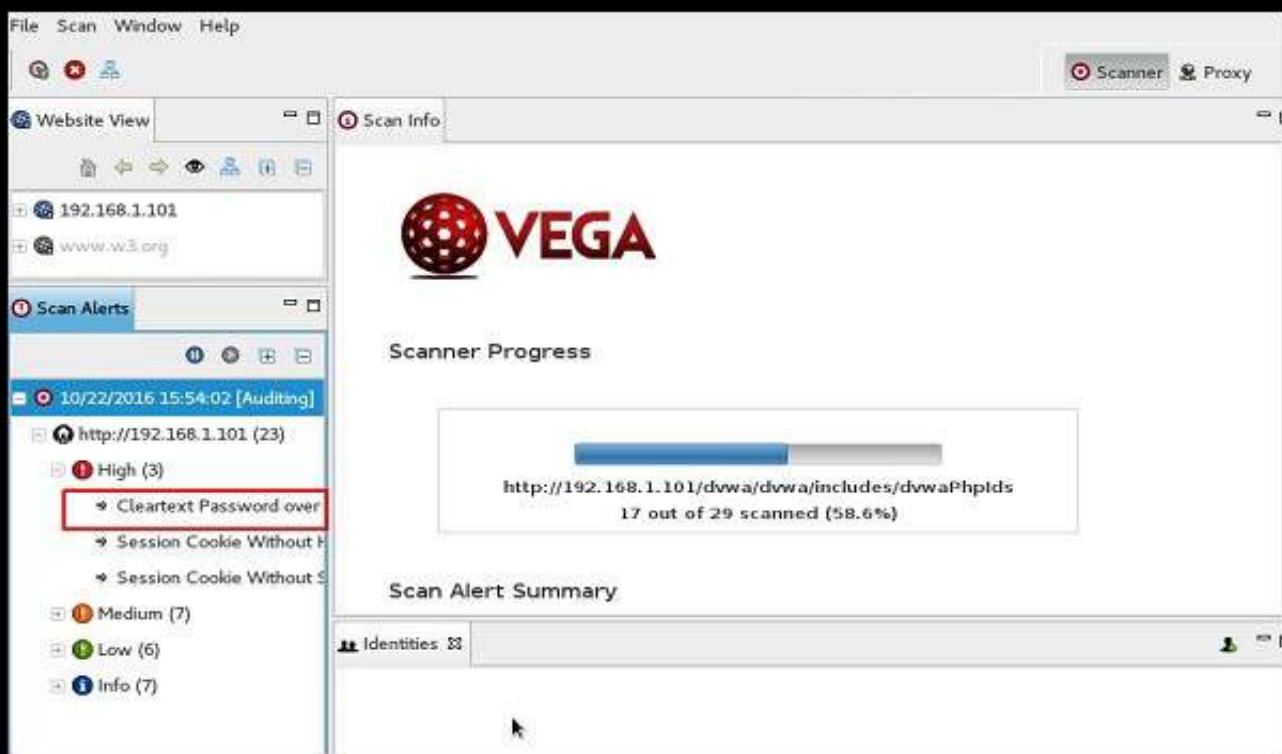 File Scan Window Help
Scanner Proxy
Website View
Scan Info
192.168.1.101
www.w3.org
VEGA
Scan Alerts
Scanner Progress
10/22/2016 15:54:02 [Auditing]
http://192.168.1.101 (23)
High (3)
Cleartext Password over
Session Cookie Without H
Session Cookie Without S
Medium (7)
Low (6)
Info (7)
http://192.168.1.101/dvwa/dvwa/includes/dvwaPhpIds
17 out of 29 scanned (58.6%)
Scan Alert Summary
Identities